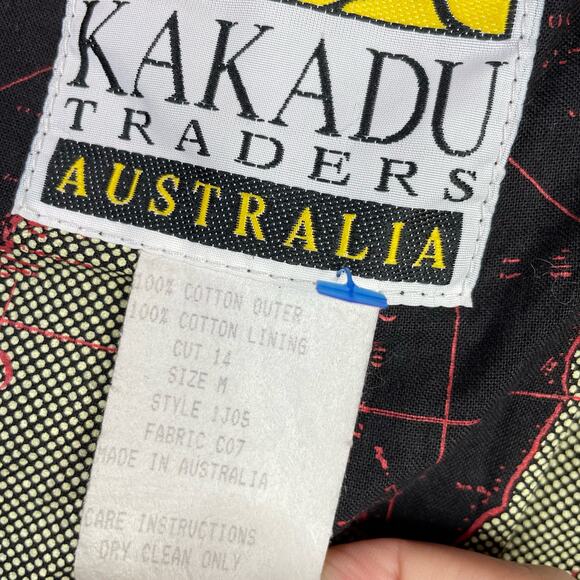 KAKADU
TRADERS
AUSTRALIA
100% COTTON OUTER
100% COTTON LINING
CUT 14
SIZE M
STYLE 1J05
FABRIC C07
MADE IN AUSTRALIA
CARE INSTRUCTIONS
DRY CLEAN ONLY